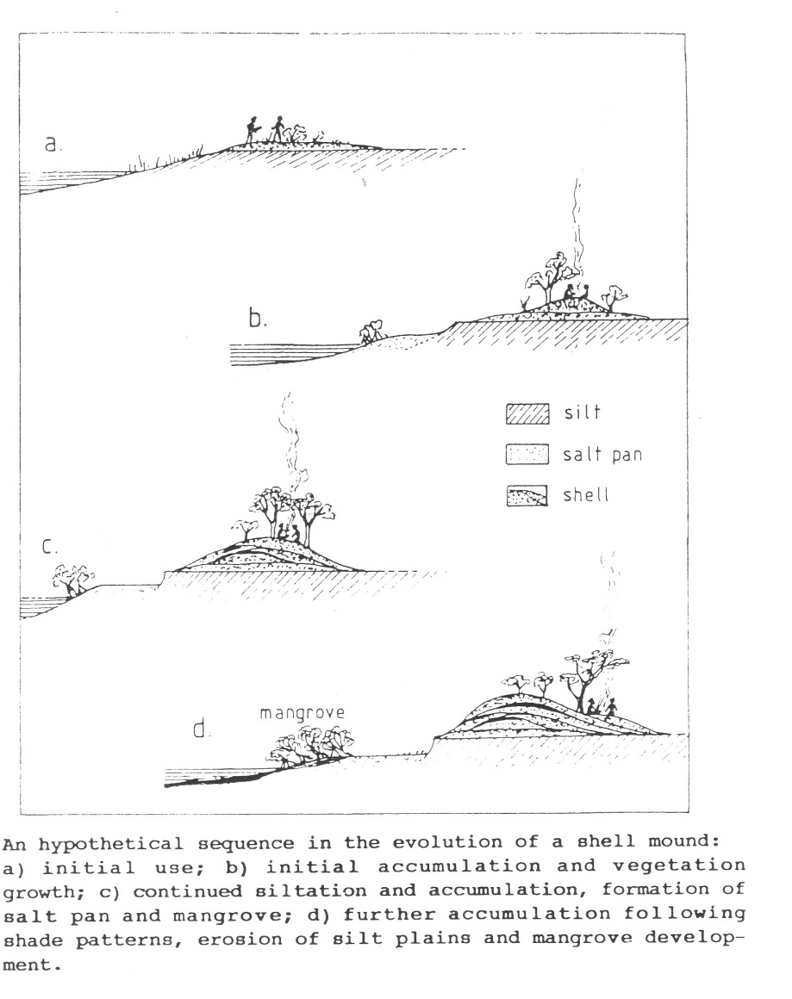 a.
b.
silt
salt pan
shell
c.
mangrove
d.
An hypothetical sequence in the evolution of a shell mound:
a) initial use; b) initial accumulation and vegetation
growth; c) continued siltation and accumulation, formation of
salt pan and mangrove; d) further accumulation following
shade patterns, erosion of silt plains and mangrove develop-
ment.